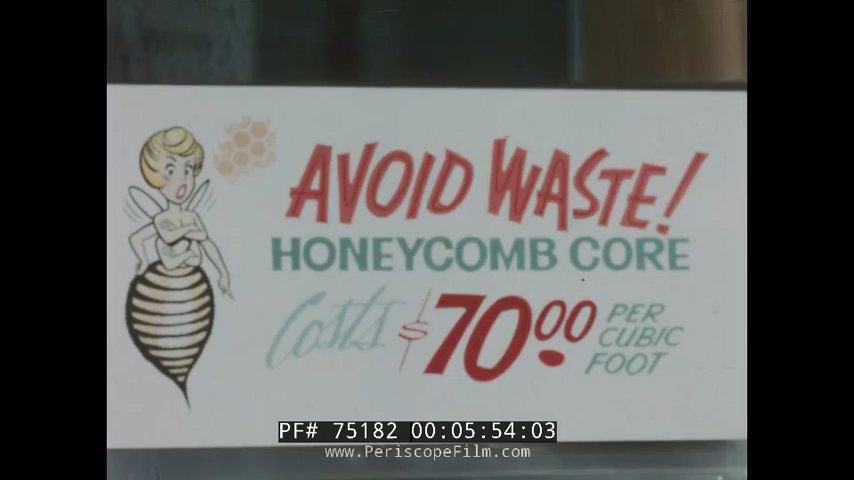 AVOID WASTE!
HONEYCOMB CORE
Costs $70.00 PER CUBIC FOOT
PF# 75182 00:05:54:03
www.PeriscopeFilm.com